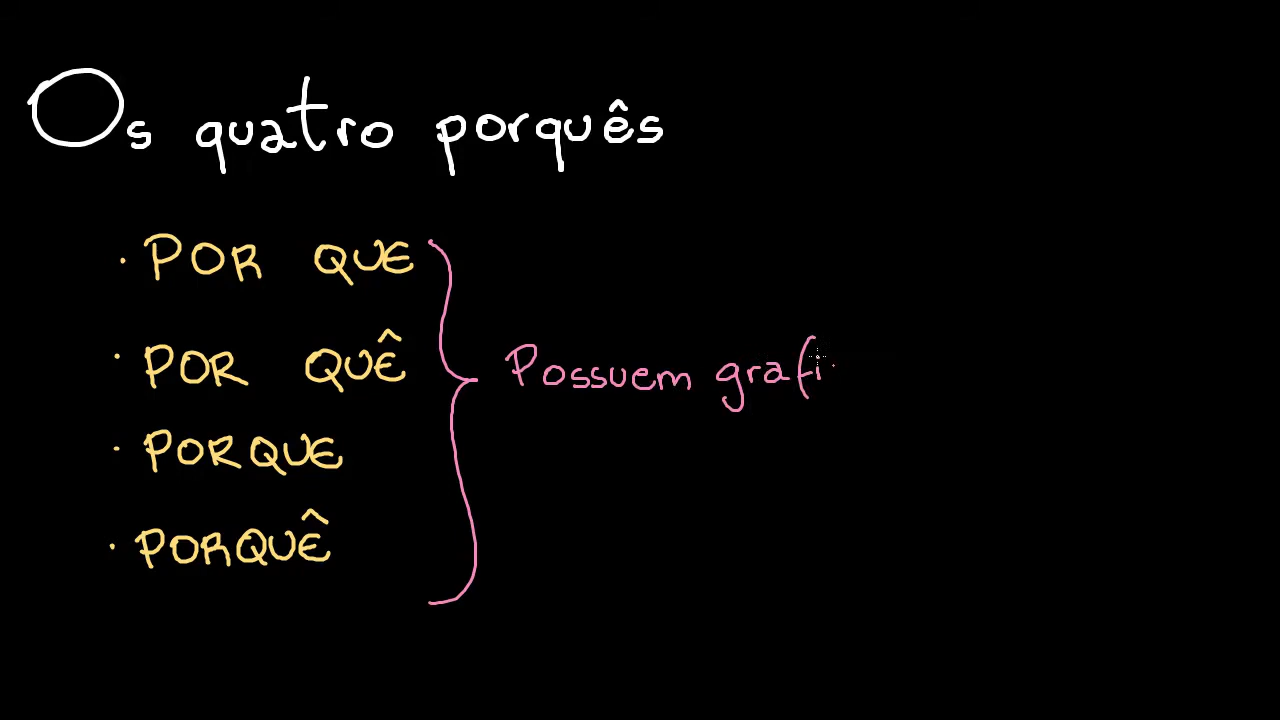 Os quatro porquês
· POR QUE
· POR QUÊ
Possuem grafi
· PORQUE
· PORQUÊ